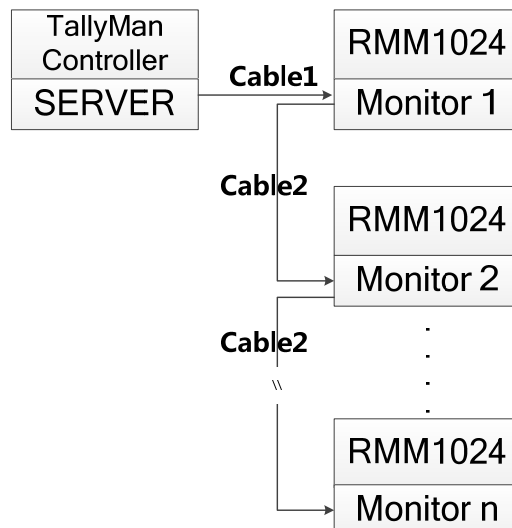 TallyMan
Controller
SERVER
Cable1
RMM1024
Monitor 1
Cable2
RMM1024
Monitor 2
Cable2
\\
RMM1024
Monitor n